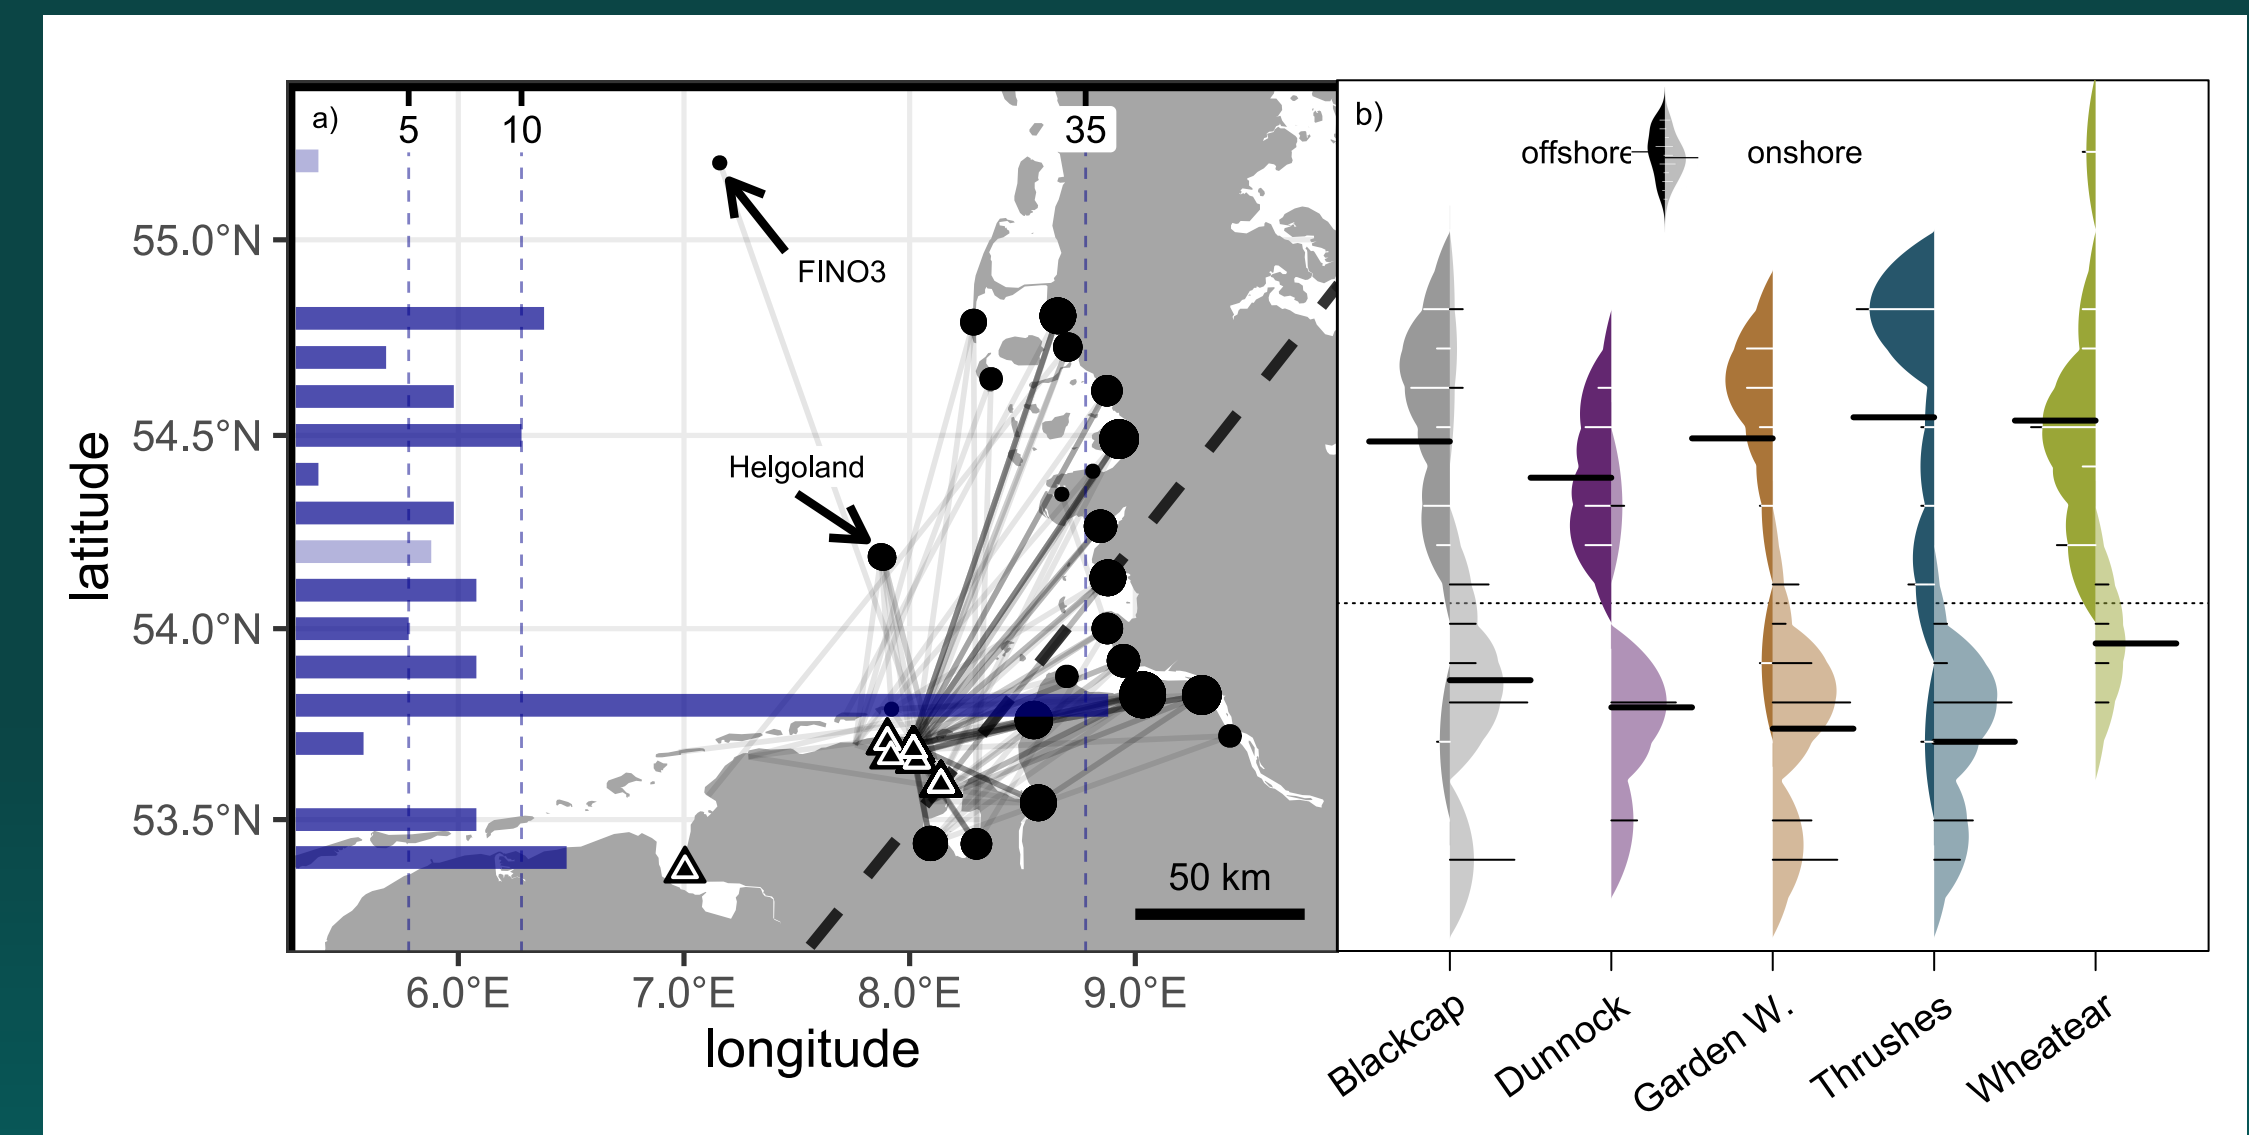 a)
5
10
35
b)
offshore
onshore
55.0°N
FINO3
54.5°N
Helgoland
latitude
54.0°N
53.5°N
50 km
6.0°E
7.0°E
8.0°E
9.0°E
longitude
Blackcap
Dunnock
Garden W.
Thrushes
Wheatear